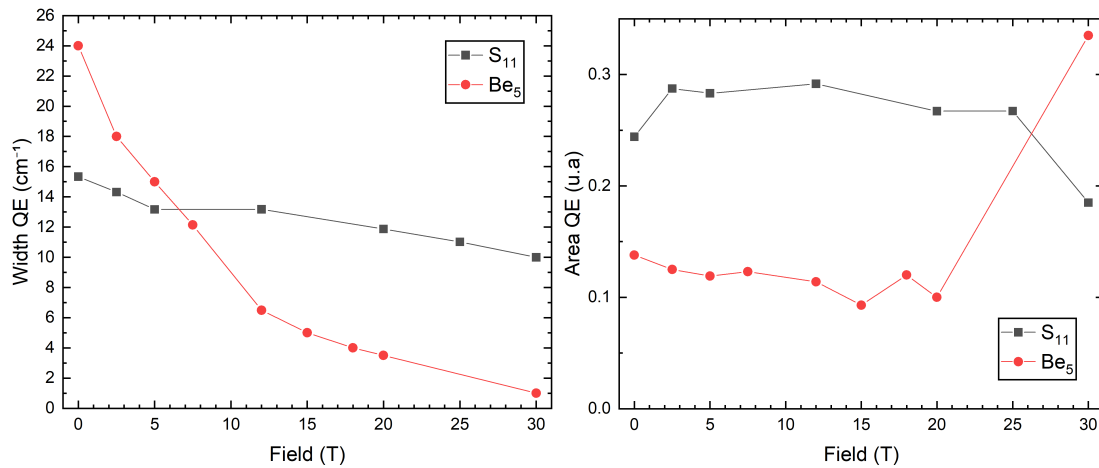 26
24
22
20
18
16
14
12
10
8
6
4
2
0
Width QE (cm⁻¹)
0 5 10 15 20 25 30
Field (T)
S₁₁
Be₅
0.3
0.2
0.1
0.0
Area QE (u.a)
0 5 10 15 20 25 30
Field (T)
S₁₁
Be₅